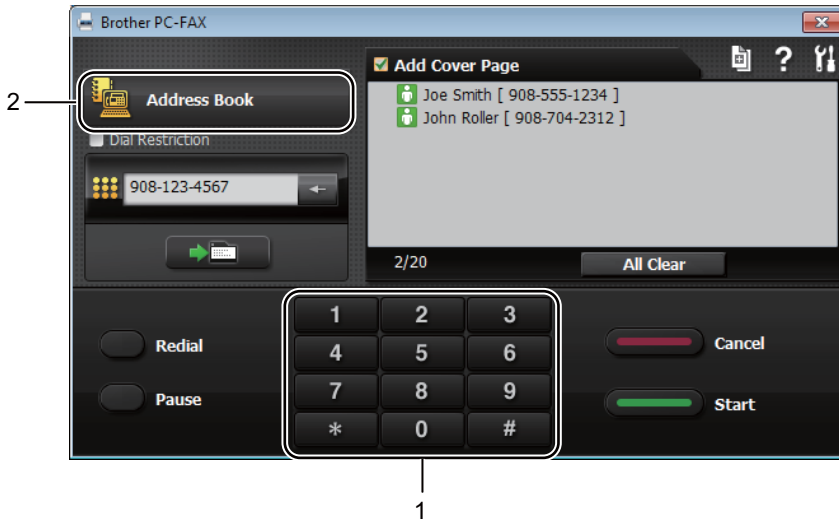 Brother PC-FAX
2
Address Book
Dial Restriction
908-123-4567
Add Cover Page
?
Joe Smith [ 908-555-1234 ]
John Roller [ 908-704-2312 ]
2/20
All Clear
Redial
Pause
1 2 3
4 5 6
7 8 9
* 0 #
Cancel
Start
1